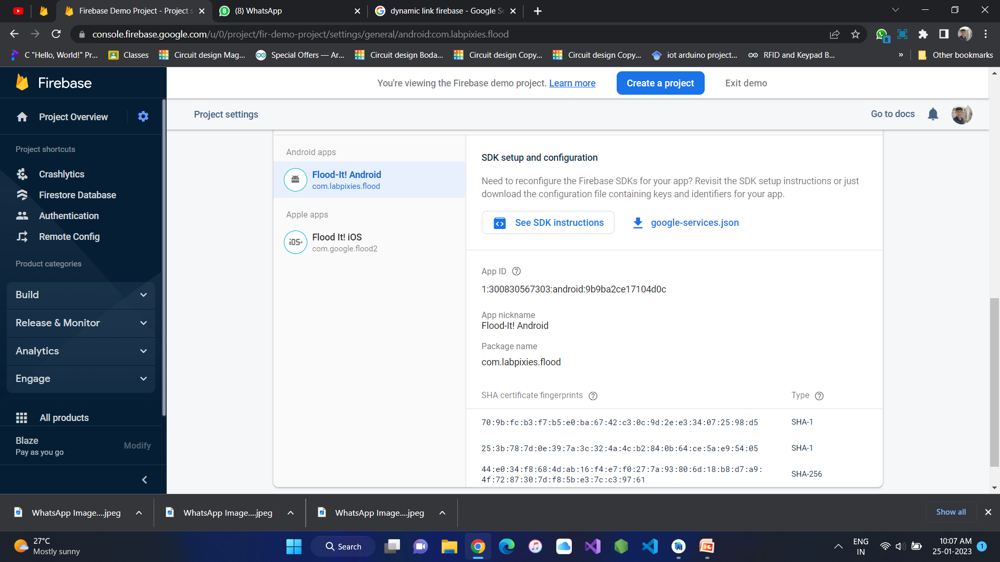 Firebase Demo Project - Project s
(8) WhatsApp
dynamic link firebase - Google Se
console.firebase.google.com/u/0/project/fir-demo-project/settings/general/android:com.labpixies.flood
8
C "Hello, World!" Pr...
Classes
Circuit design Mag...
Special Offers — Ar...
Circuit design Boda...
Circuit design Copy...
Circuit design Copy...
iot arduino project...
RFID and Keypad B...
»
Other bookmarks
Firebase
You're viewing the Firebase demo project. Learn more
Create a project
Exit demo
Project Overview
Project settings
Go to docs
Project shortcuts
Crashlytics
Firestore Database
Authentication
Remote Config
Product categories
Build
Release & Monitor
Analytics
Engage
All products
Blaze
Pay as you go
Modify
Android apps
Flood-It! Android
com.labpixies.flood
Apple apps
iOS+
Flood It! iOS
com.google.flood2
SDK setup and configuration
Need to reconfigure the Firebase SDKs for your app? Revisit the SDK setup instructions or just
download the configuration file containing keys and identifiers for your app.
See SDK instructions
google-services.json
App ID
1:300830567303:android:9b9ba2ce17104d0c
App nickname
Flood-It! Android
Package name
com.labpixies.flood
SHA certificate fingerprints
Type
70:9b:fc:b3:f7:b5:e0:ba:67:42:c3:0c:9d:2e:e3:34:07:25:98:d5
SHA-1
25:3b:78:7d:0e:39:7a:3c:32:4a:4c:b2:84:0b:64:ce:5a:e9:54:05
SHA-1
44:e0:34:f8:68:4d:ab:16:f4:e7:f0:27:7a:93:80:6d:18:b8:d7:a9:
4f:72:87:30:7d:f8:5b:e3:7c:c3:97:61
SHA-256
WhatsApp Image....jpeg
WhatsApp Image....jpeg
WhatsApp Image....jpeg
Show all
27°C
Mostly sunny
Search
ENG
IN
10:07 AM
25-01-2023
1